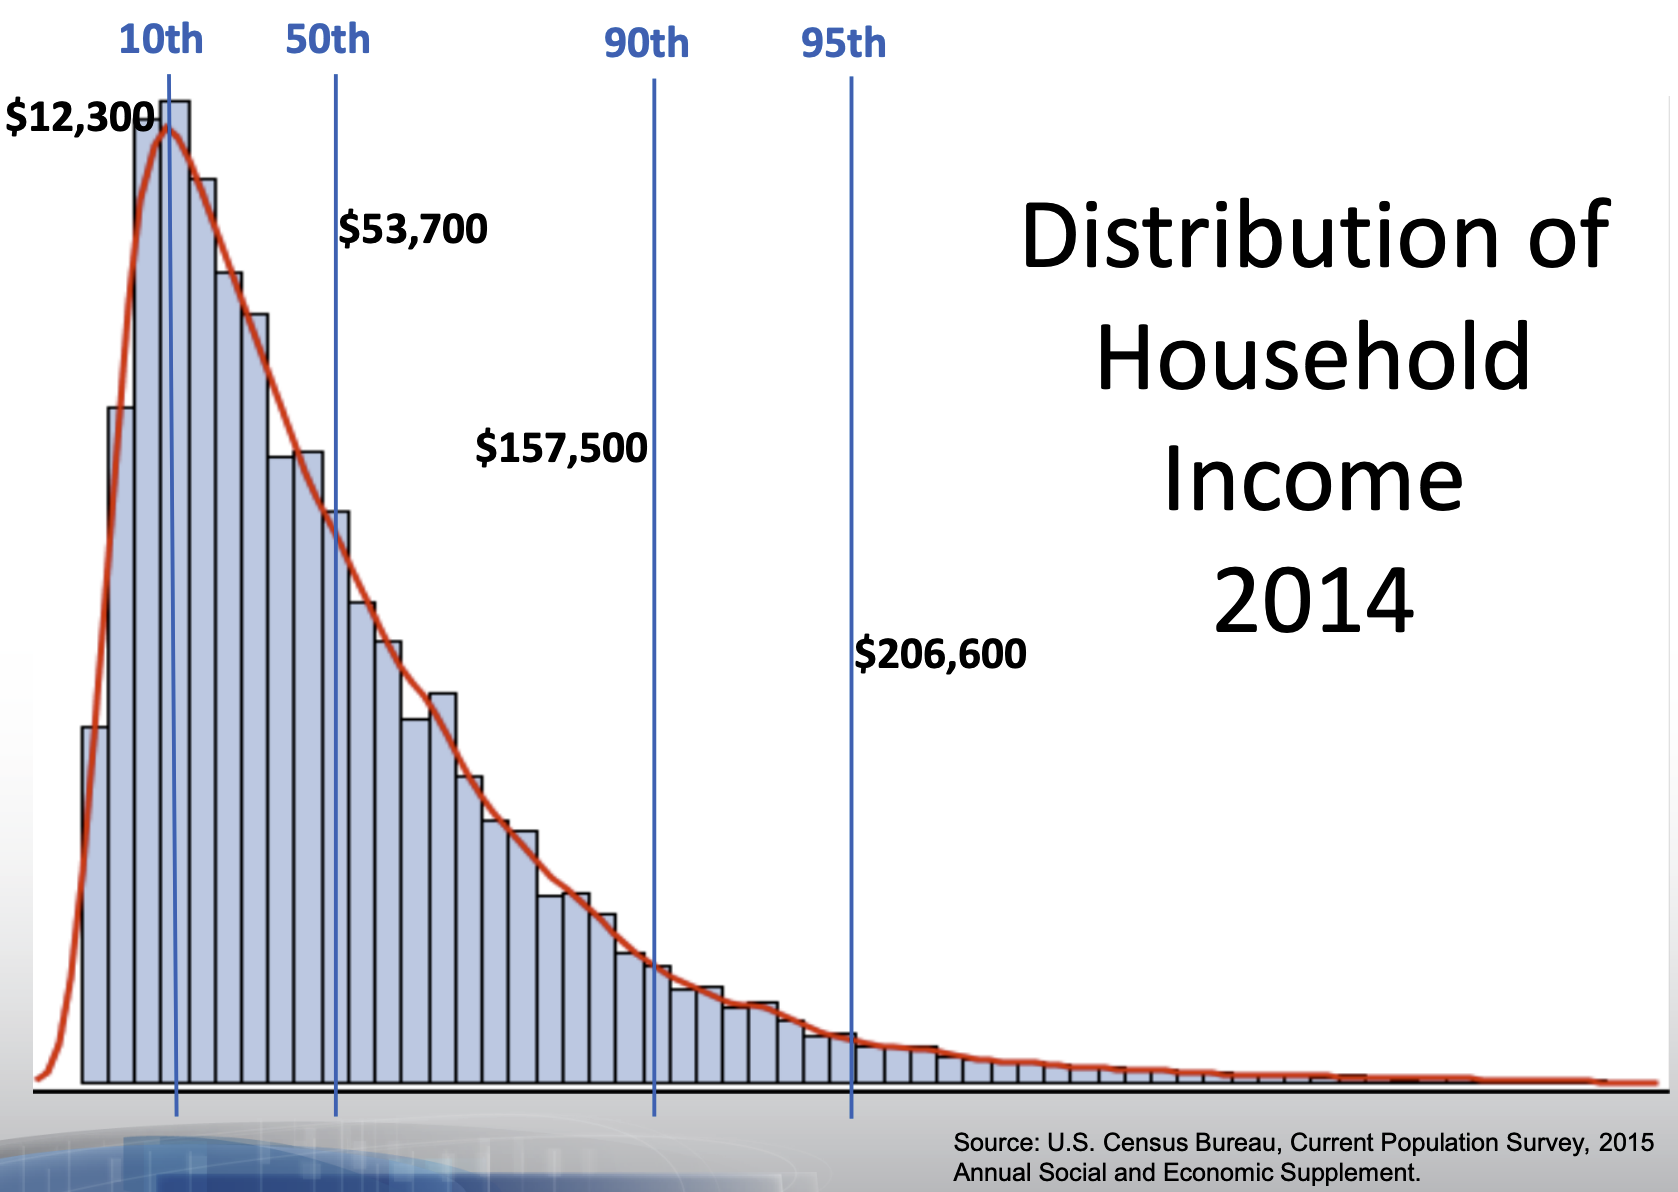 10th
50th
90th
95th
$12,300
$53,700
$157,500
$206,600
Distribution of
Household
Income
2014
Source: U.S. Census Bureau, Current Population Survey, 2015
Annual Social and Economic Supplement.